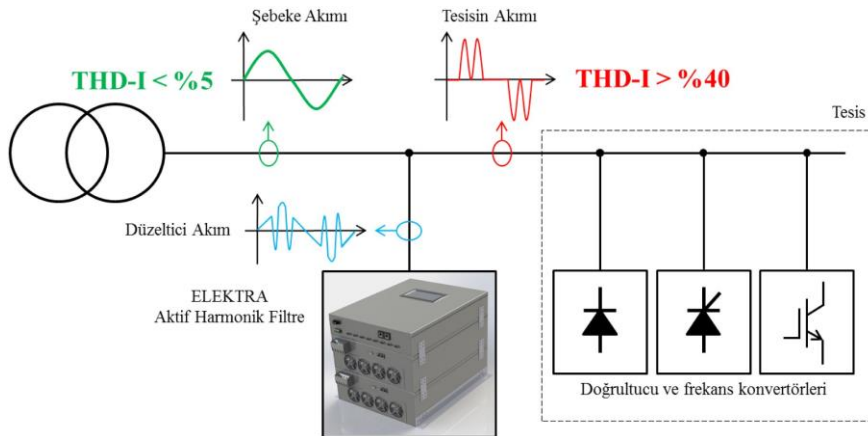 Şebeke Akımı
Tesisin Akımı
THD-I < %5
THD-I > %40
Tesis
Düzeltici Akım
ELEKTRA
Aktif Harmonik Filtre
Doğrultucu ve frekans konvertörleri